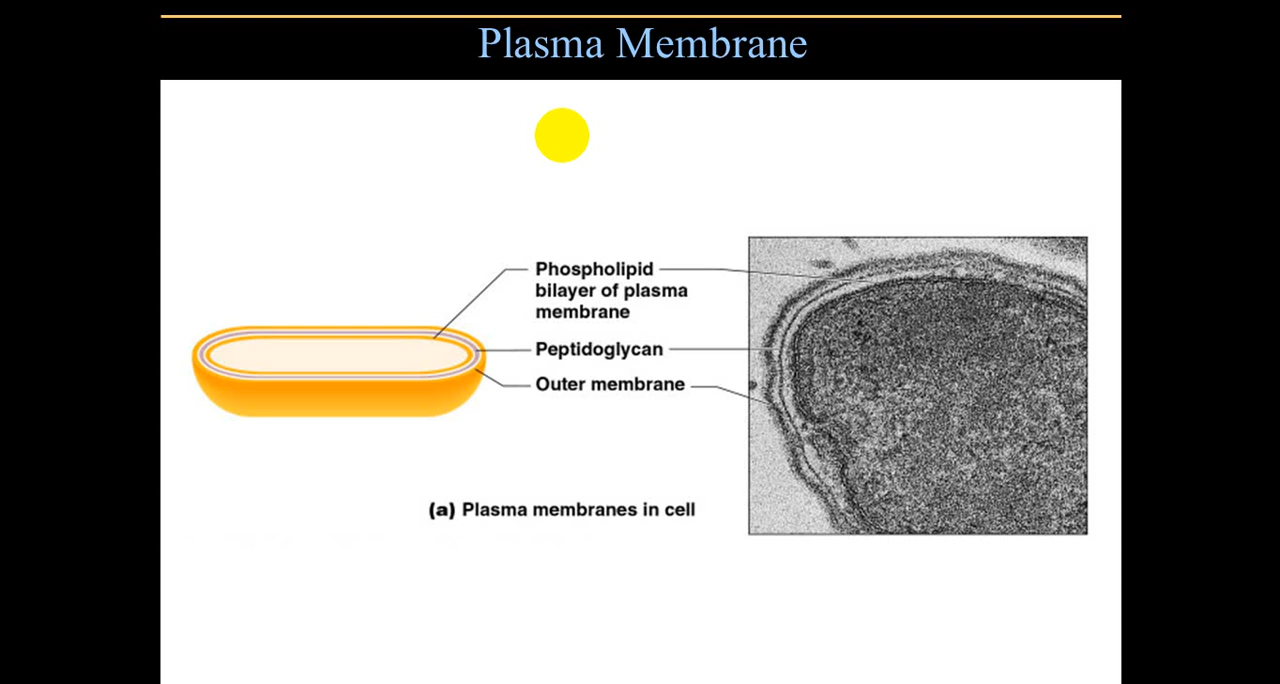 Plasma Membrane
Phospholipid
bilayer of plasma
membrane
Peptidoglycan
Outer membrane
(a) Plasma membranes in cell